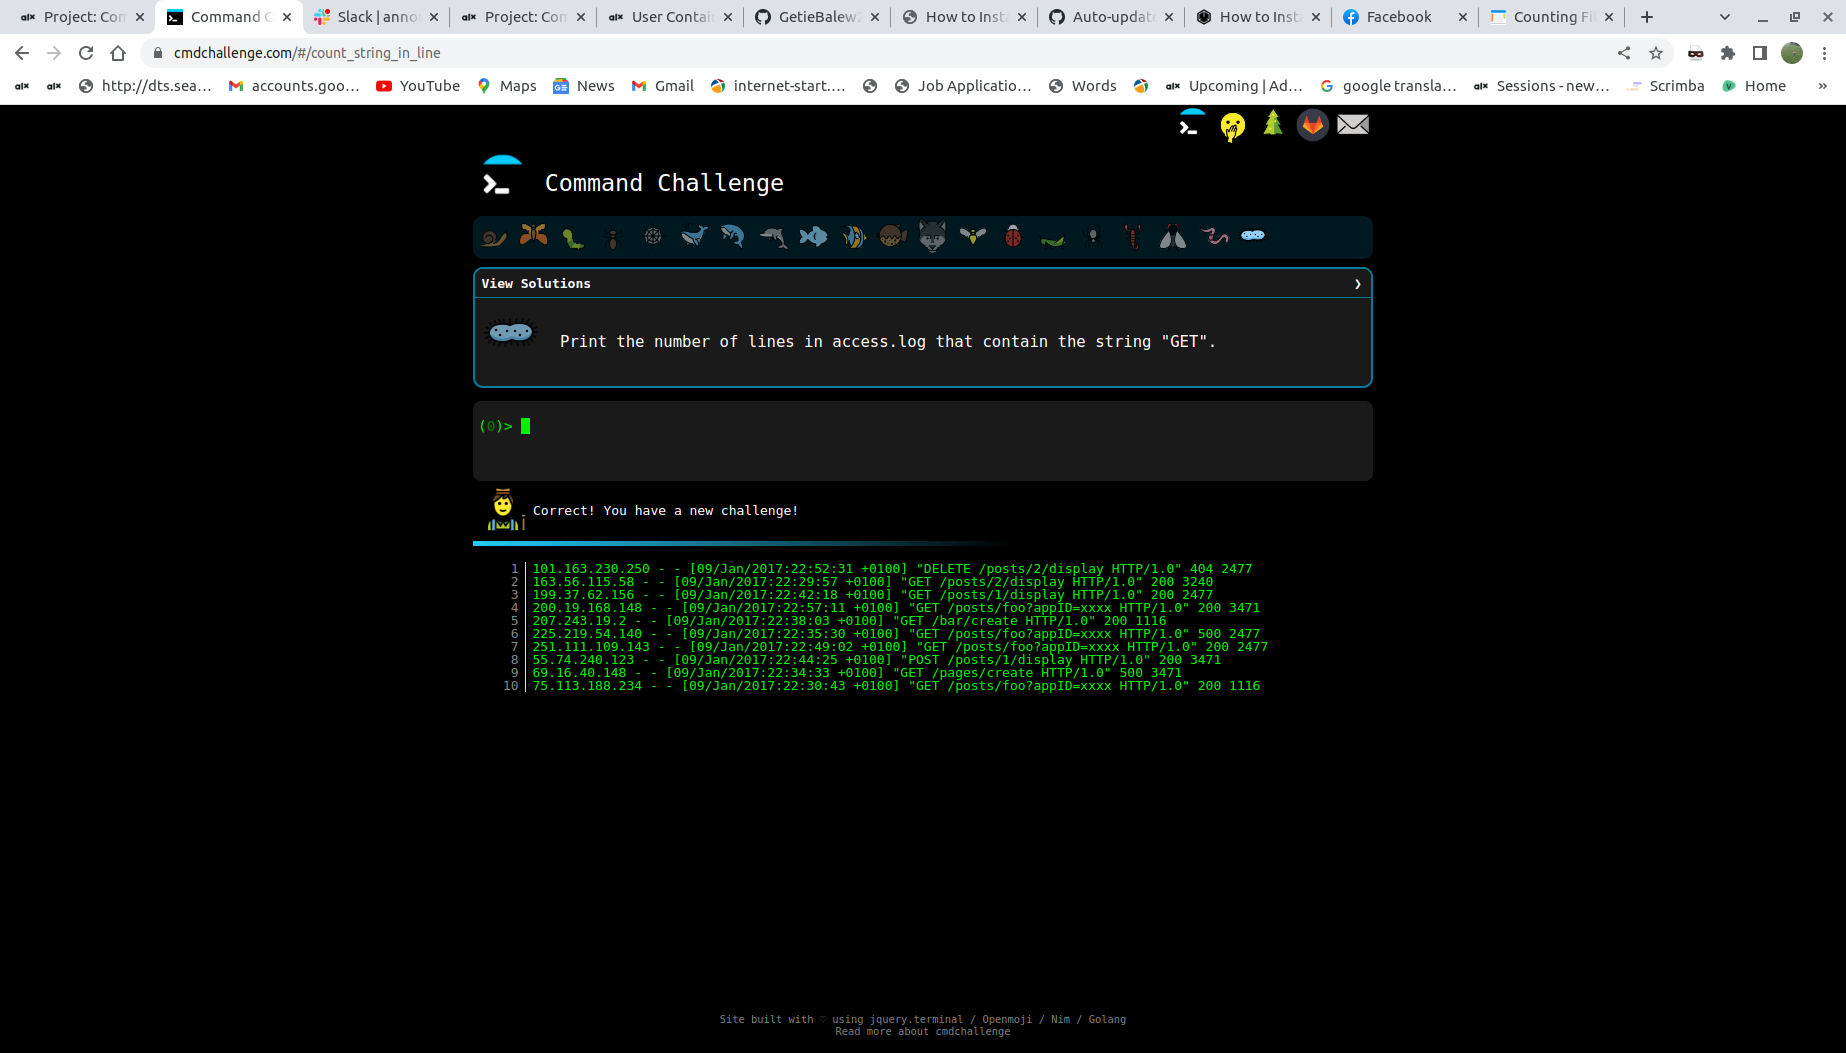 Project: Com
Command C
Slack | anno
Project: Com
User Contai
GetieBalew2
How to Insta
Auto-update
How to Insta
Facebook
Counting Fi
cmdchallenge.com/#/count_string_in_line
http://dts.sea... accounts.goo... YouTube Maps News Gmail internet-start.... Job Applicatio... Words Upcoming | Ad... google transla... Sessions - new... Scrimba Home »
Command Challenge
View Solutions ❯
Print the number of lines in access.log that contain the string "GET".
(0)>
Correct! You have a new challenge!
1 101.163.230.250 - - [09/Jan/2017:22:52:31 +0100] "DELETE /posts/2/display HTTP/1.0" 404 2477
2 163.56.115.58 - - [09/Jan/2017:22:29:57 +0100] "GET /posts/2/display HTTP/1.0" 200 3240
3 199.37.62.156 - - [09/Jan/2017:22:42:18 +0100] "GET /posts/1/display HTTP/1.0" 200 2477
4 200.19.168.148 - - [09/Jan/2017:22:57:11 +0100] "GET /posts/foo?appID=xxxx HTTP/1.0" 200 3471
5 207.243.19.2 - - [09/Jan/2017:22:38:03 +0100] "GET /bar/create HTTP/1.0" 200 1116
6 225.219.54.140 - - [09/Jan/2017:22:35:30 +0100] "GET /posts/foo?appID=xxxx HTTP/1.0" 500 2477
7 251.111.109.143 - - [09/Jan/2017:22:49:02 +0100] "GET /posts/foo?appID=xxxx HTTP/1.0" 200 2477
8 55.74.240.123 - - [09/Jan/2017:22:44:25 +0100] "POST /posts/1/display HTTP/1.0" 200 3471
9 69.16.40.148 - - [09/Jan/2017:22:34:33 +0100] "GET /pages/create HTTP/1.0" 500 3471
10 75.113.188.234 - - [09/Jan/2017:22:30:43 +0100] "GET /posts/foo?appID=xxxx HTTP/1.0" 200 1116
Site built with ♡ using jquery.terminal / Openmoji / Nim / Golang
Read more about cmdchallenge